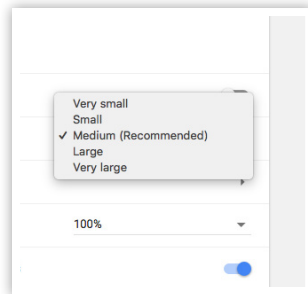 Very small
Small
✓ Medium (Recommended)
Large
Very large
100%